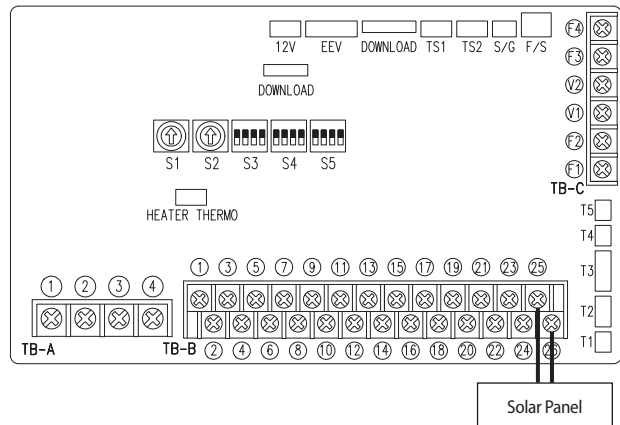 12V EEV DOWNLOAD TS1 TS2 S/G F/S
DOWNLOAD
S1 S2 S3 S4 S5
HEATER THERMO
F4
F3
V2
V1
F2
F1
TB-C
T5
T4
T3
T2
T1
1 2 3 4
TB-A
1 3 5 7 9 11 13 15 17 19 21 23 25
TB-B 2 4 6 8 10 12 14 16 18 20 22 24 26
Solar Panel